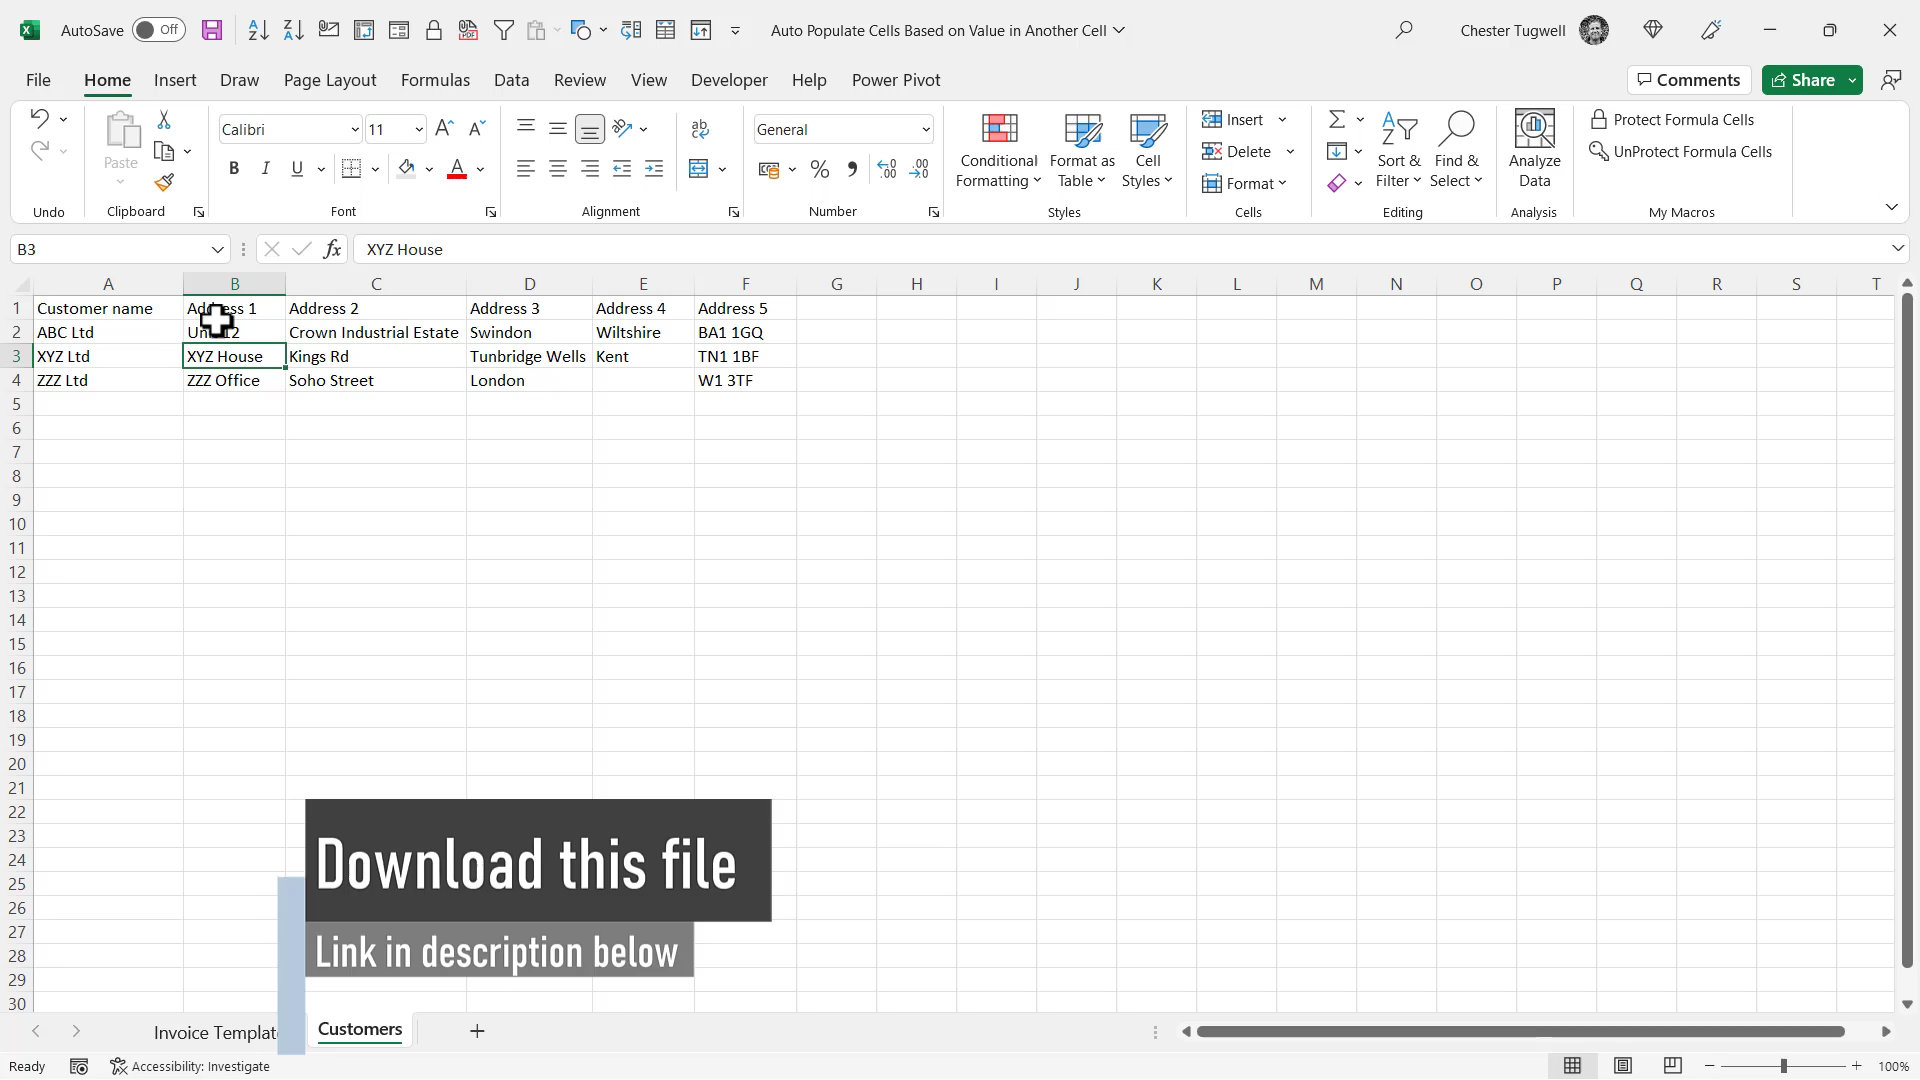 AutoSave Off Auto Populate Cells Based on Value in Another Cell Chester Tugwell
File Home Insert Draw Page Layout Formulas Data Review View Developer Help Power Pivot Comments Share
Calibri 11 General Insert Protect Formula Cells
Paste Conditional Formatting Format as Table Cell Styles Delete Sort & Filter Find & Select Analyze Data UnProtect Formula Cells
B I U Format
Undo Clipboard Font Alignment Number Styles Cells Editing Analysis My Macros
B3 fx XYZ House
A B C D E F G H I J K L M N O P Q R S T
1 Customer name Address 1 Address 2 Address 3 Address 4 Address 5
2 ABC Ltd Crown Industrial Estate Swindon Wiltshire BA1 1GQ
3 XYZ Ltd XYZ House Kings Rd Tunbridge Wells Kent TN1 1BF
4 ZZZ Ltd ZZZ Office Soho Street London W1 3TF
5
6
7
8
9
10
11
12
13
14
15
16
17
18
19
20
21
22
23
24
25
26
27
28
29
30
Download this file
Link in description below
Invoice Templat Customers
Ready Accessibility: Investigate 100%